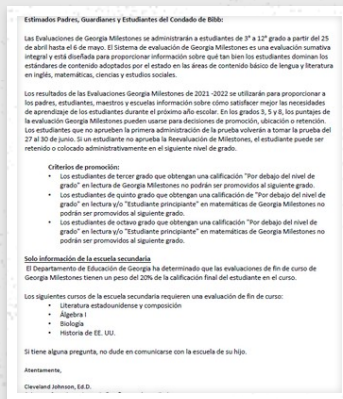 Estimados Padres, Guardianes y Estudiantes del Condado de Bibb:
Las Evaluaciones de Georgia Milestones se administrarán a estudiantes de 3° a 12° grado a partir del 25
de abril hasta el 6 de mayo. El Sistema de evaluación de Georgia Milestones es una evaluación sumativa
integral y está diseñada para proporcionar información sobre qué tan bien los estudiantes dominan los
estándares de contenido adoptados por el estado en las áreas de contenido básico de lengua y literatura
en inglés, matemáticas, ciencias y estudios sociales.
Los resultados de las Evaluaciones Georgia Milestones de 2021 -2022 se utilizarán para proporcionar a
los padres, estudiantes, maestros y escuelas información sobre cómo satisfacer mejor las necesidades
de aprendizaje de los estudiantes durante el próximo año escolar. En los grados 3, 5 y 8, los puntajes de
la evaluación Georgia Milestones pueden usarse para decisiones de promoción, ubicación o retención.
Los estudiantes que no aprueben la primera administración de la prueba volverán a tomar la prueba del
27 al 30 de junio. Si un estudiante no aprueba la Reevaluación de Milestones, el estudiante puede ser
retenido o colocado administrativamente en el siguiente nivel de grado.
Criterios de promoción:
• Los estudiantes de tercer grado que obtengan una calificación "Por debajo del nivel de
grado" en lectura de Georgia Milestones no podrán ser promovidos al siguiente grado.
• Los estudiantes de quinto grado que obtengan una calificación de "Por debajo del nivel de
grado" en lectura y/o "Estudiante principiante" en matemáticas de Georgia Milestones no
podrán ser promovidos al siguiente grado.
• Los estudiantes de octavo grado que obtengan una calificación "Por debajo del nivel de
grado" en lectura y/o "Estudiante principiante" en matemáticas de Georgia Milestones no
podrán ser promovidos al siguiente grado.
Solo información de la escuela secundaria
El Departamento de Educación de Georgia ha determinado que las evaluaciones de fin de curso de
Georgia Milestones tienen un peso del 20% de la calificación final del estudiante en el curso.
Los siguientes cursos de la escuela secundaria requieren una evaluación de fin de curso:
• Literatura estadounidense y composición
• Álgebra I
• Biología
• Historia de EE. UU.
Si tiene alguna pregunta, no dude en comunicarse con la escuela de su hijo.
Atentamente,
Cleveland Johnson, Ed.D.